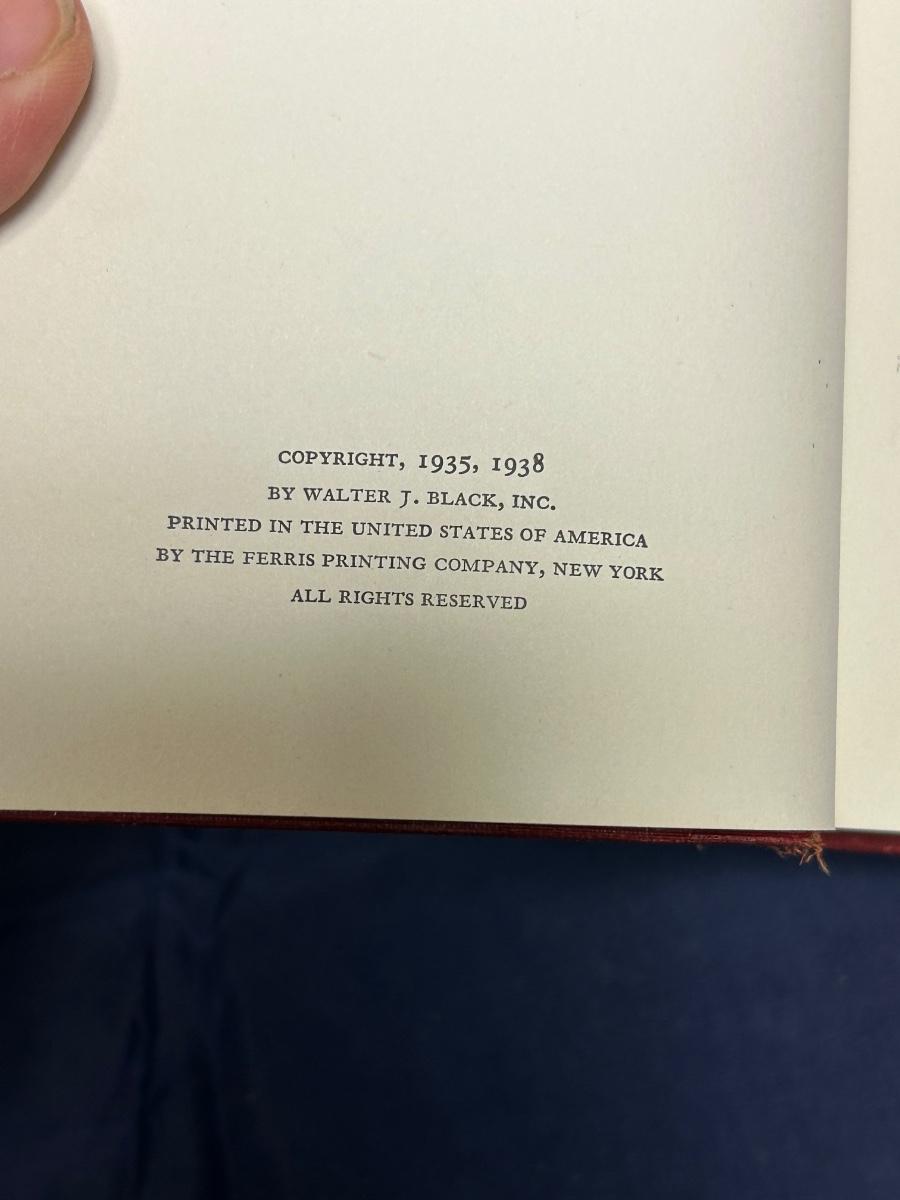 COPYRIGHT, 1935, 1938
BY WALTER J. BLACK, INC.
PRINTED IN THE UNITED STATES OF AMERICA
BY THE FERRIS PRINTING COMPANY, NEW YORK
ALL RIGHTS RESERVED